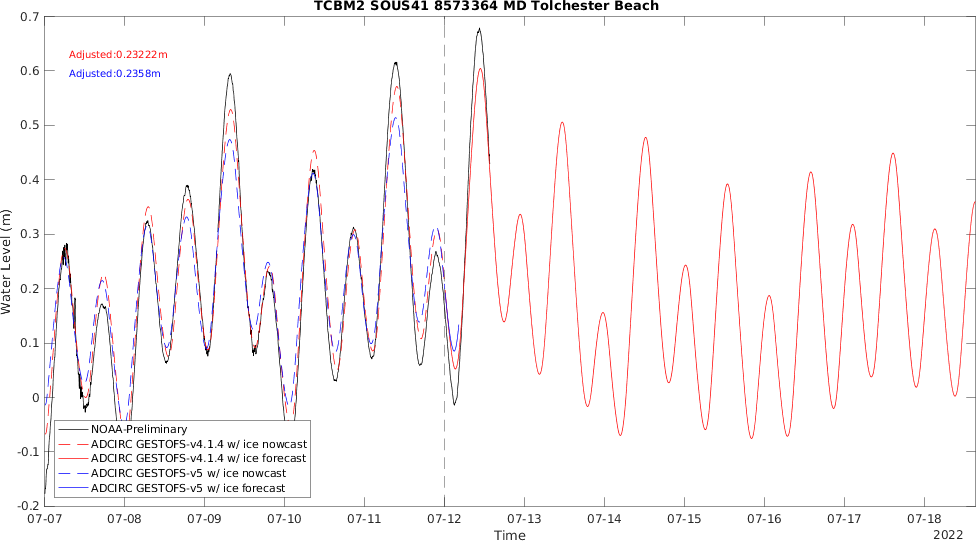 TCBM2 SOUS41 8573364 MD Tolchester Beach
0.7
0.6
0.5
0.4
0.3
0.2
0.1
0
-0.1
-0.2
Water Level (m)
Adjusted:0.23222m
Adjusted:0.2358m
NOAA-Preliminary
ADCIRC GESTOFS-v4.1.4 w/ ice nowcast
ADCIRC GESTOFS-v4.1.4 w/ ice forecast
ADCIRC GESTOFS-v5 w/ ice nowcast
ADCIRC GESTOFS-v5 w/ ice forecast
07-07 07-08 07-09 07-10 07-11 07-12 07-13 07-14 07-15 07-16 07-17 07-18
Time
2022